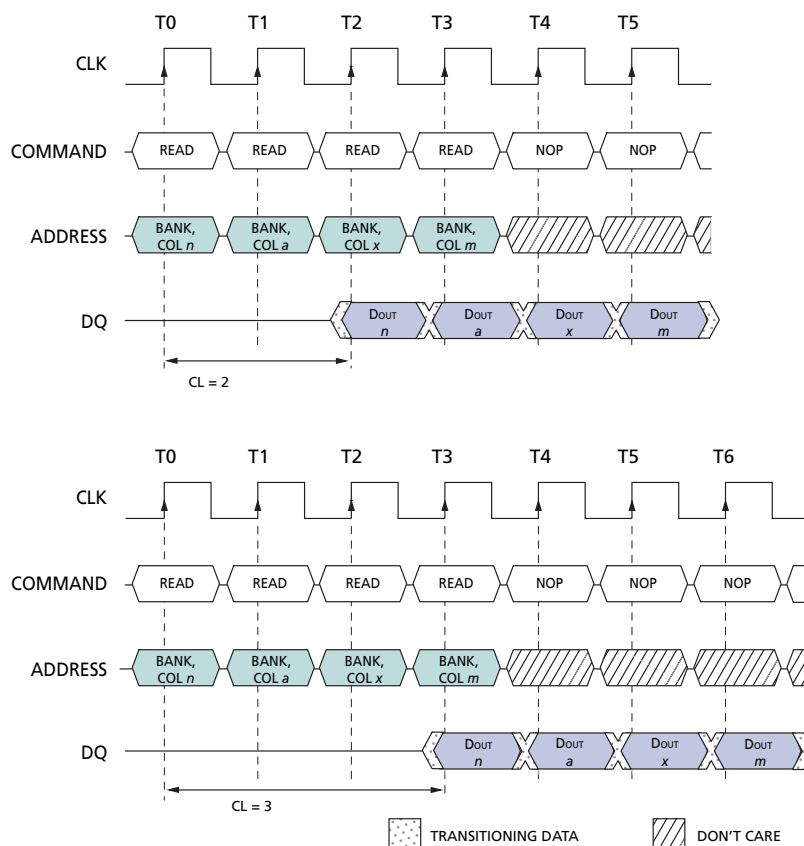 T0 T1 T2 T3 T4 T5
CLK
COMMAND READ READ READ READ NOP NOP
ADDRESS BANK, COL n BANK, COL a BANK, COL x BANK, COL m
DQ DOUT n DOUT a DOUT x DOUT m
CL = 2
T0 T1 T2 T3 T4 T5 T6
CLK
COMMAND READ READ READ READ NOP NOP NOP
ADDRESS BANK, COL n BANK, COL a BANK, COL x BANK, COL m
DQ DOUT n DOUT a DOUT x DOUT m
CL = 3
TRANSITIONING DATA DON'T CARE